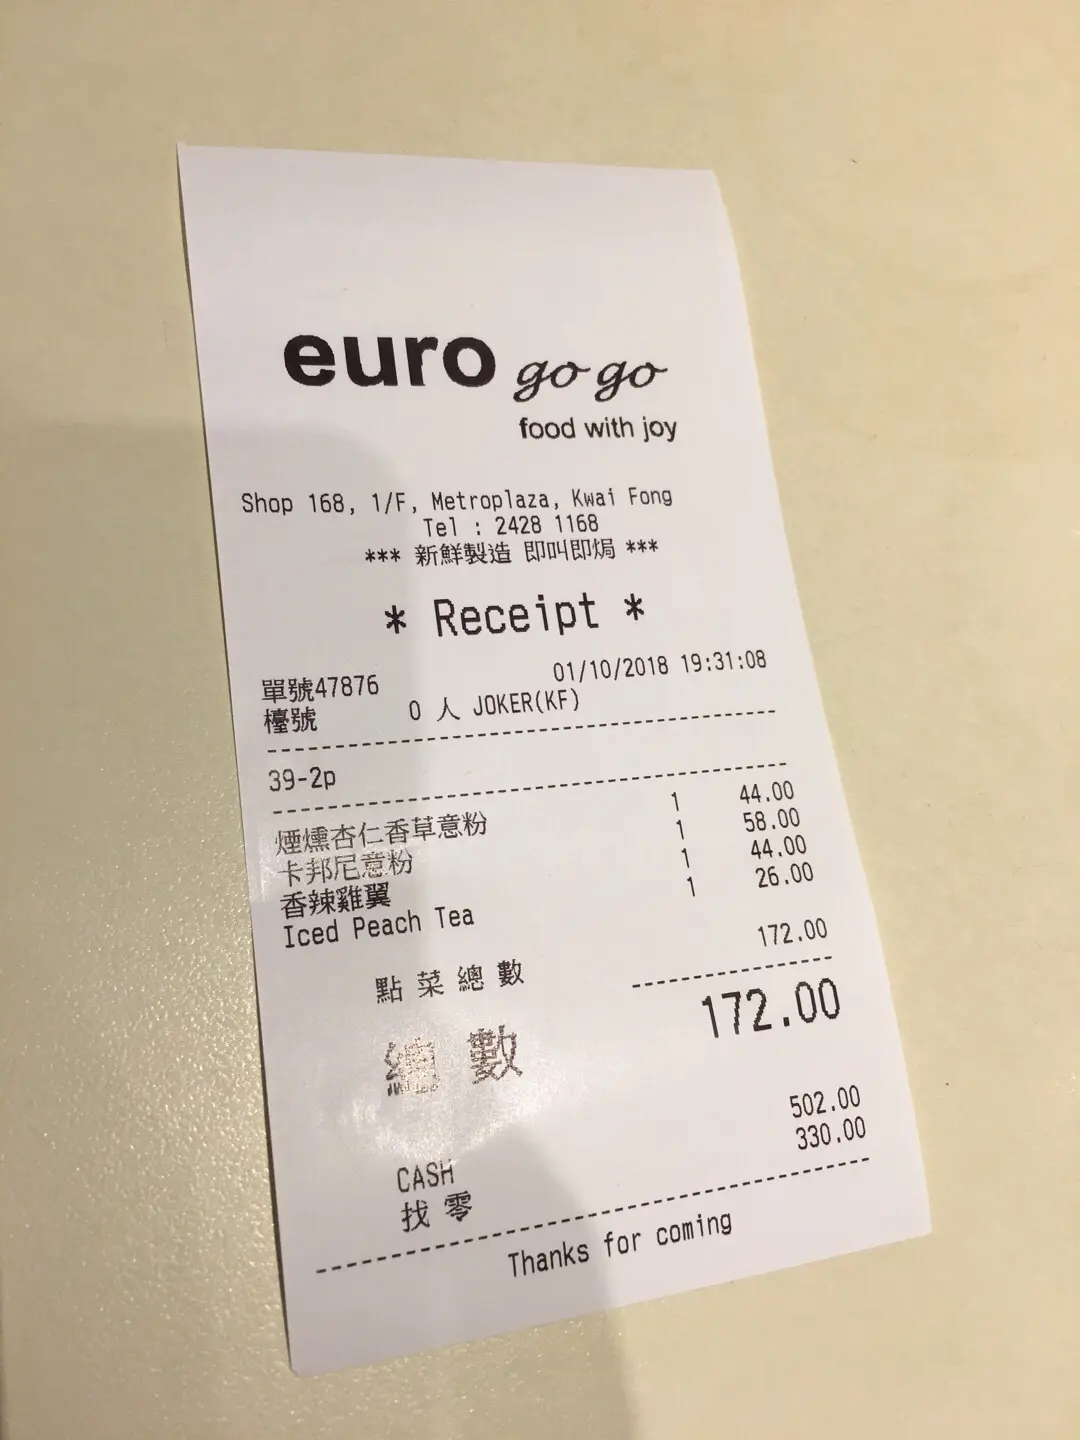 euro go go
food with joy
Shop 168, 1/F, Metroplaza, Kwai Fong
Tel : 2428 1168
*** 新鮮製造 即叫即焗 ***
* Receipt *
單號47876 01/10/2018 19:31:08
檯號 0 人 JOKER(KF)
39-2p
煙燻杏仁香草意粉 1 44.00
卡邦尼意粉 1 58.00
香辣雞翼 1 44.00
Iced Peach Tea 1 26.00
點菜總數 172.00
總數 172.00
CASH 502.00
找零 330.00
Thanks for coming